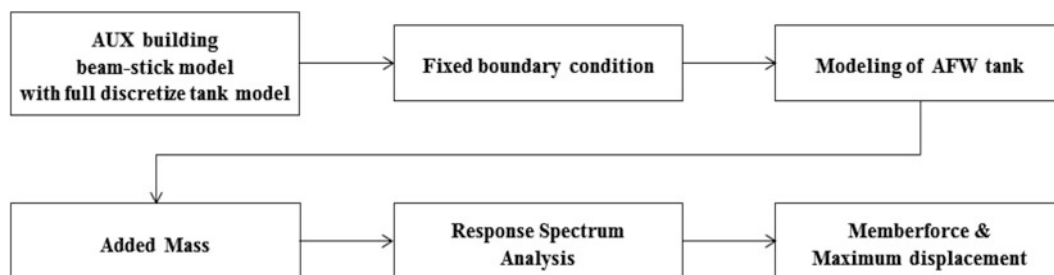 AUX building
beam-stick model
with full discretize tank model
Fixed boundary condition
Modeling of AFW tank
Added Mass
Response Spectrum
Analysis
Memberforce &
Maximum displacement